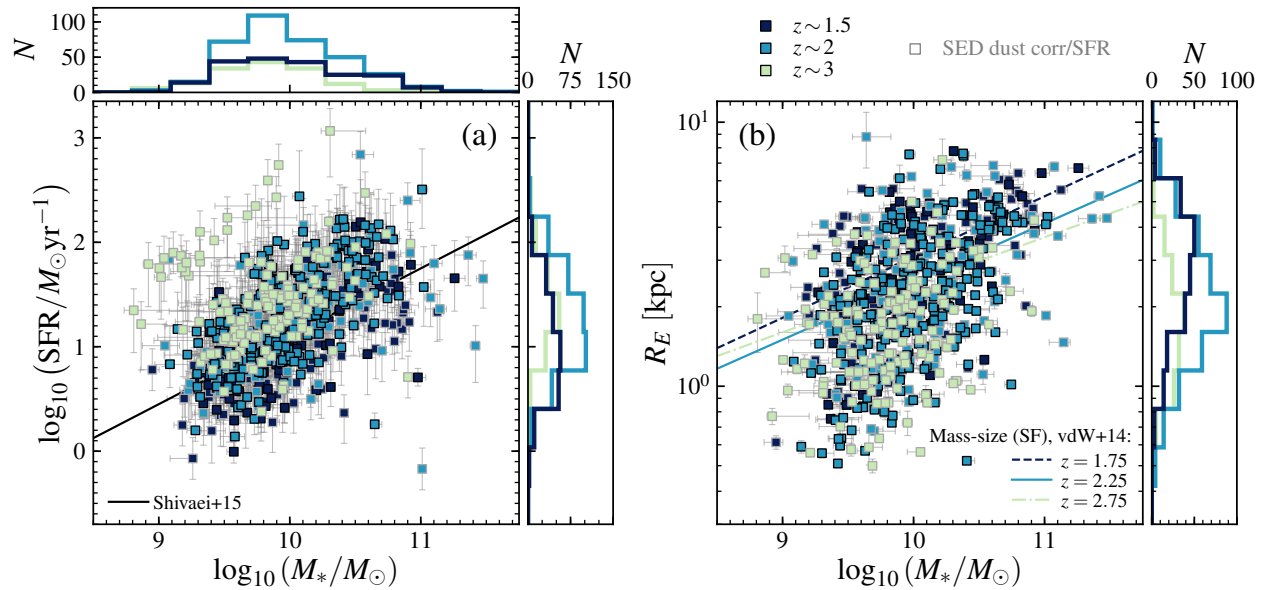 100
50
0
N
z ∼ 1.5
z ∼ 2
z ∼ 3
SED dust corr/SFR
N
0 75 150
N
0 50 100
(a)
3
2
1
0
log₁₀ (SFR/M⊙yr⁻¹)
Shivaei+15
9 10 11
log₁₀ (M∗/M⊙)
(b)
10¹
10⁰
R_E [kpc]
Mass-size (SF), vdW+14:
z = 1.75
z = 2.25
z = 2.75
9 10 11
log₁₀ (M∗/M⊙)